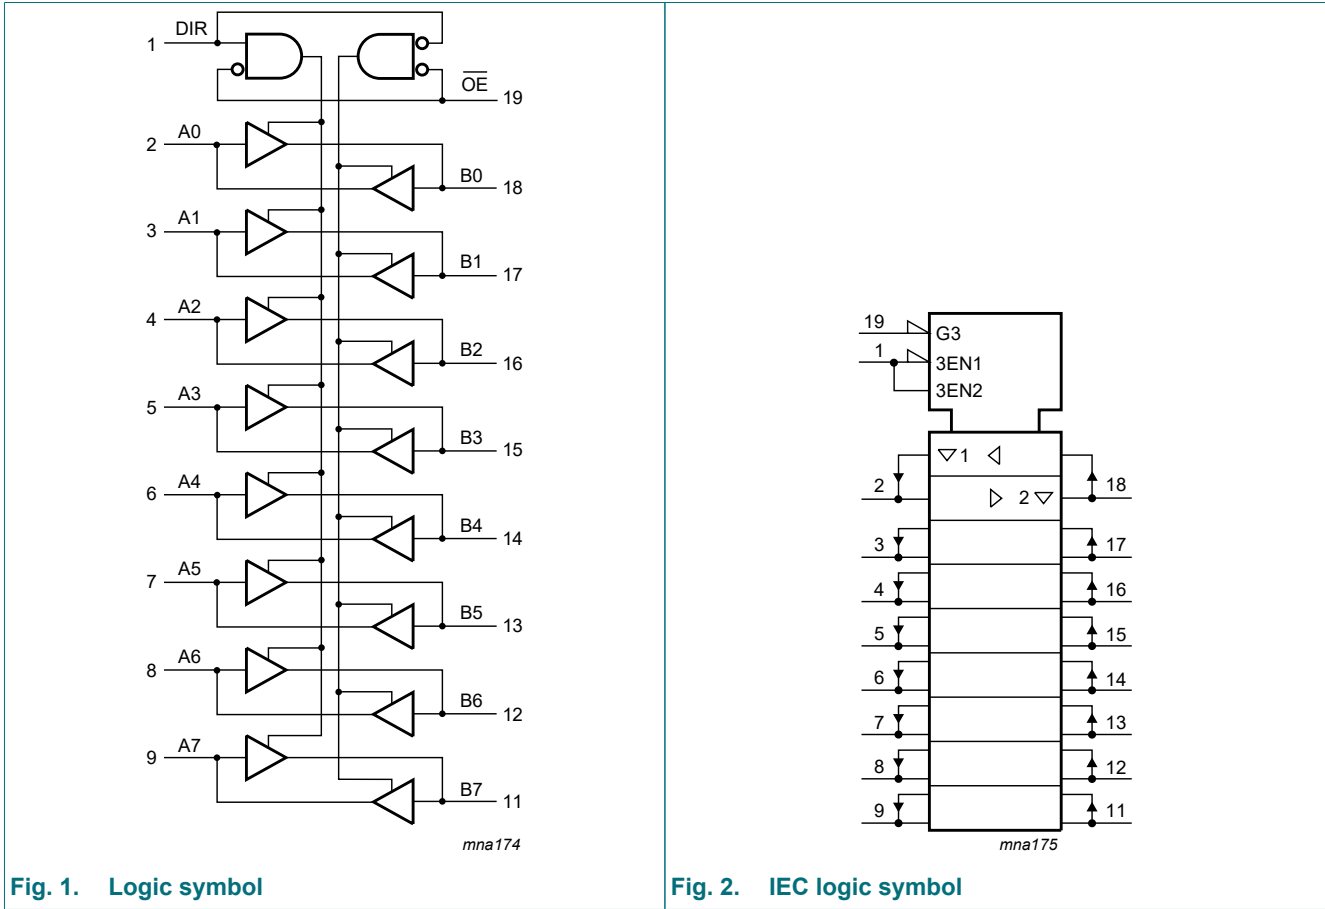 DIR
1
OE
19
A0
2
B0
18
A1
3
B1
17
A2
4
B2
16
A3
5
B3
15
A4
6
B4
14
A5
7
B5
13
A6
8
B6
12
A7
9
B7
11
mna174
Fig. 1. Logic symbol
19
G3
1
3EN1
3EN2
1
2
18
2
3
17
4
16
5
15
6
14
7
13
8
12
9
11
mna175
Fig. 2. IEC logic symbol